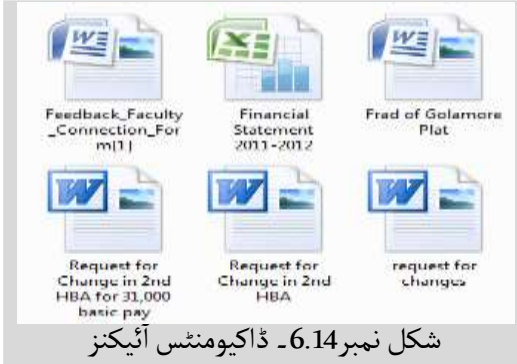 Feedback_Faculty
_Connection_For
m[1]
Financial
Statement
2011-2012
Frad of Golamore
Plat
Request for
Change in 2nd
HBA for 31,000
basic pay
Request for
Change in 2nd
HBA
request for
changes
شکل نمبر6.14۔ ڈاکیومنٹس آئیکنز